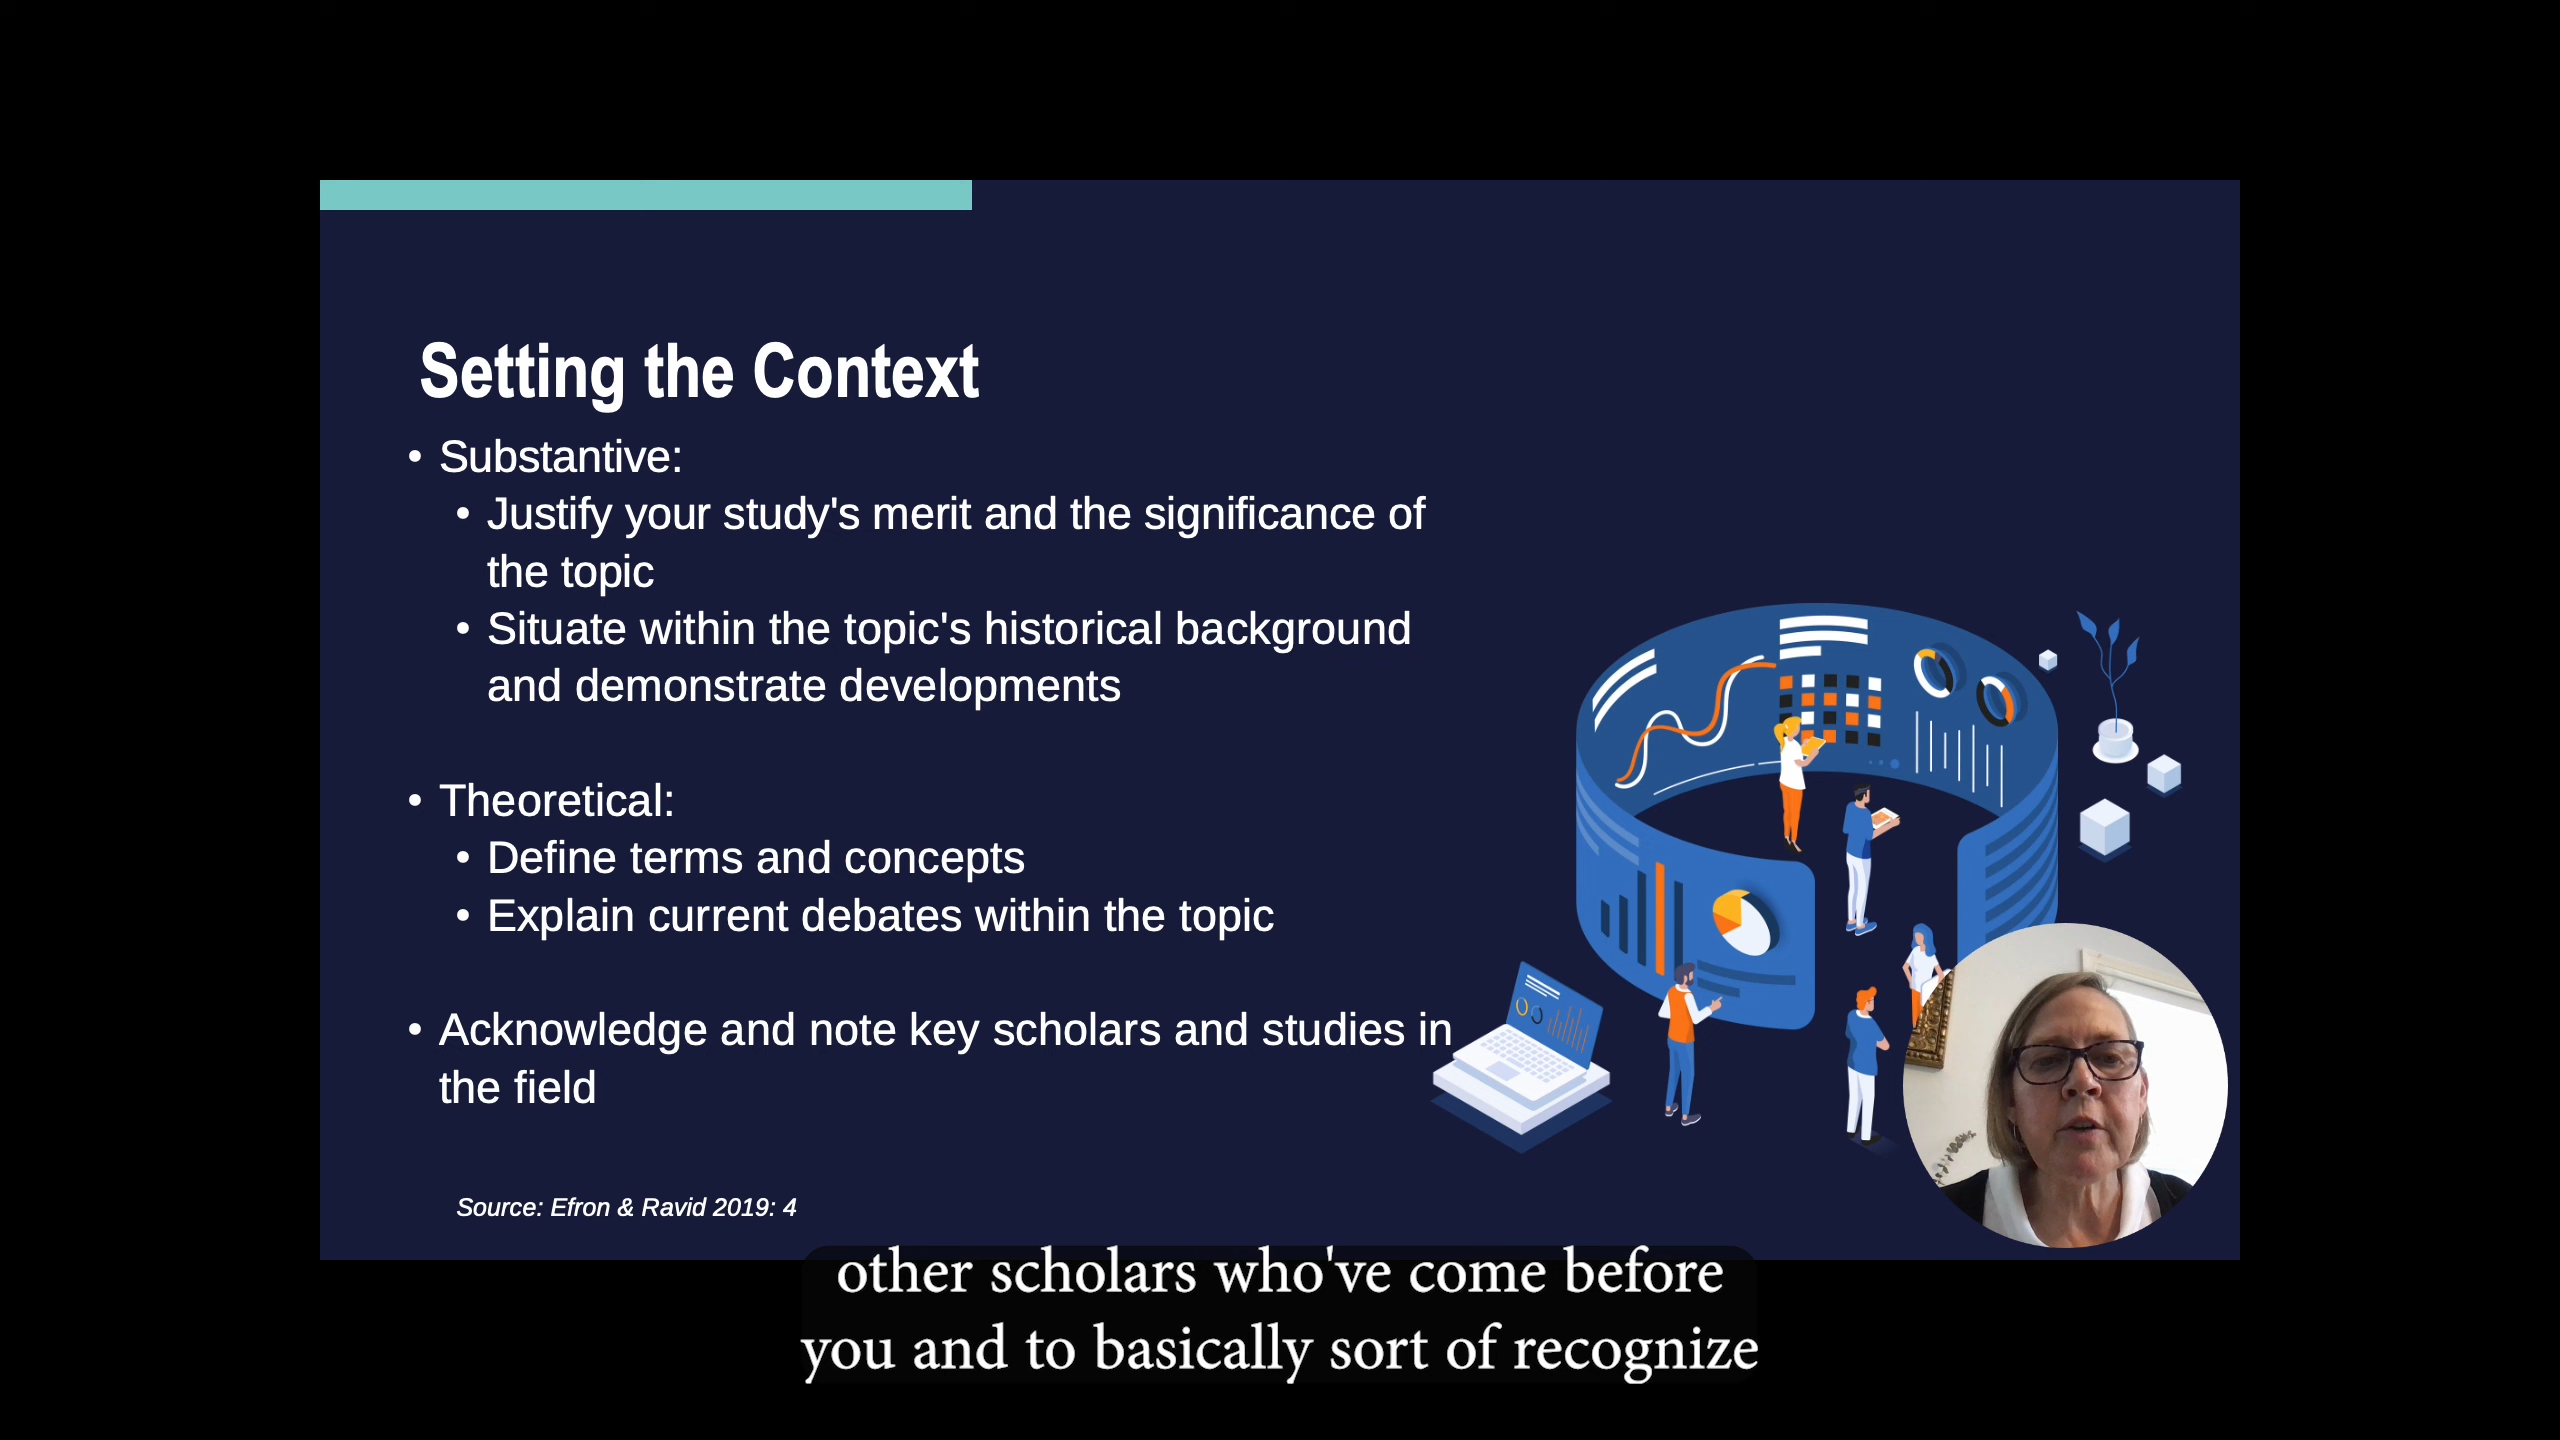 Setting the Context
• Substantive:
• Justify your study's merit and the significance of
the topic
• Situate within the topic's historical background
and demonstrate developments
• Theoretical:
• Define terms and concepts
• Explain current debates within the topic
• Acknowledge and note key scholars and studies in
the field
Source: Efron & Ravid 2019: 4
other scholars who've come before
you and to basically sort of recognize